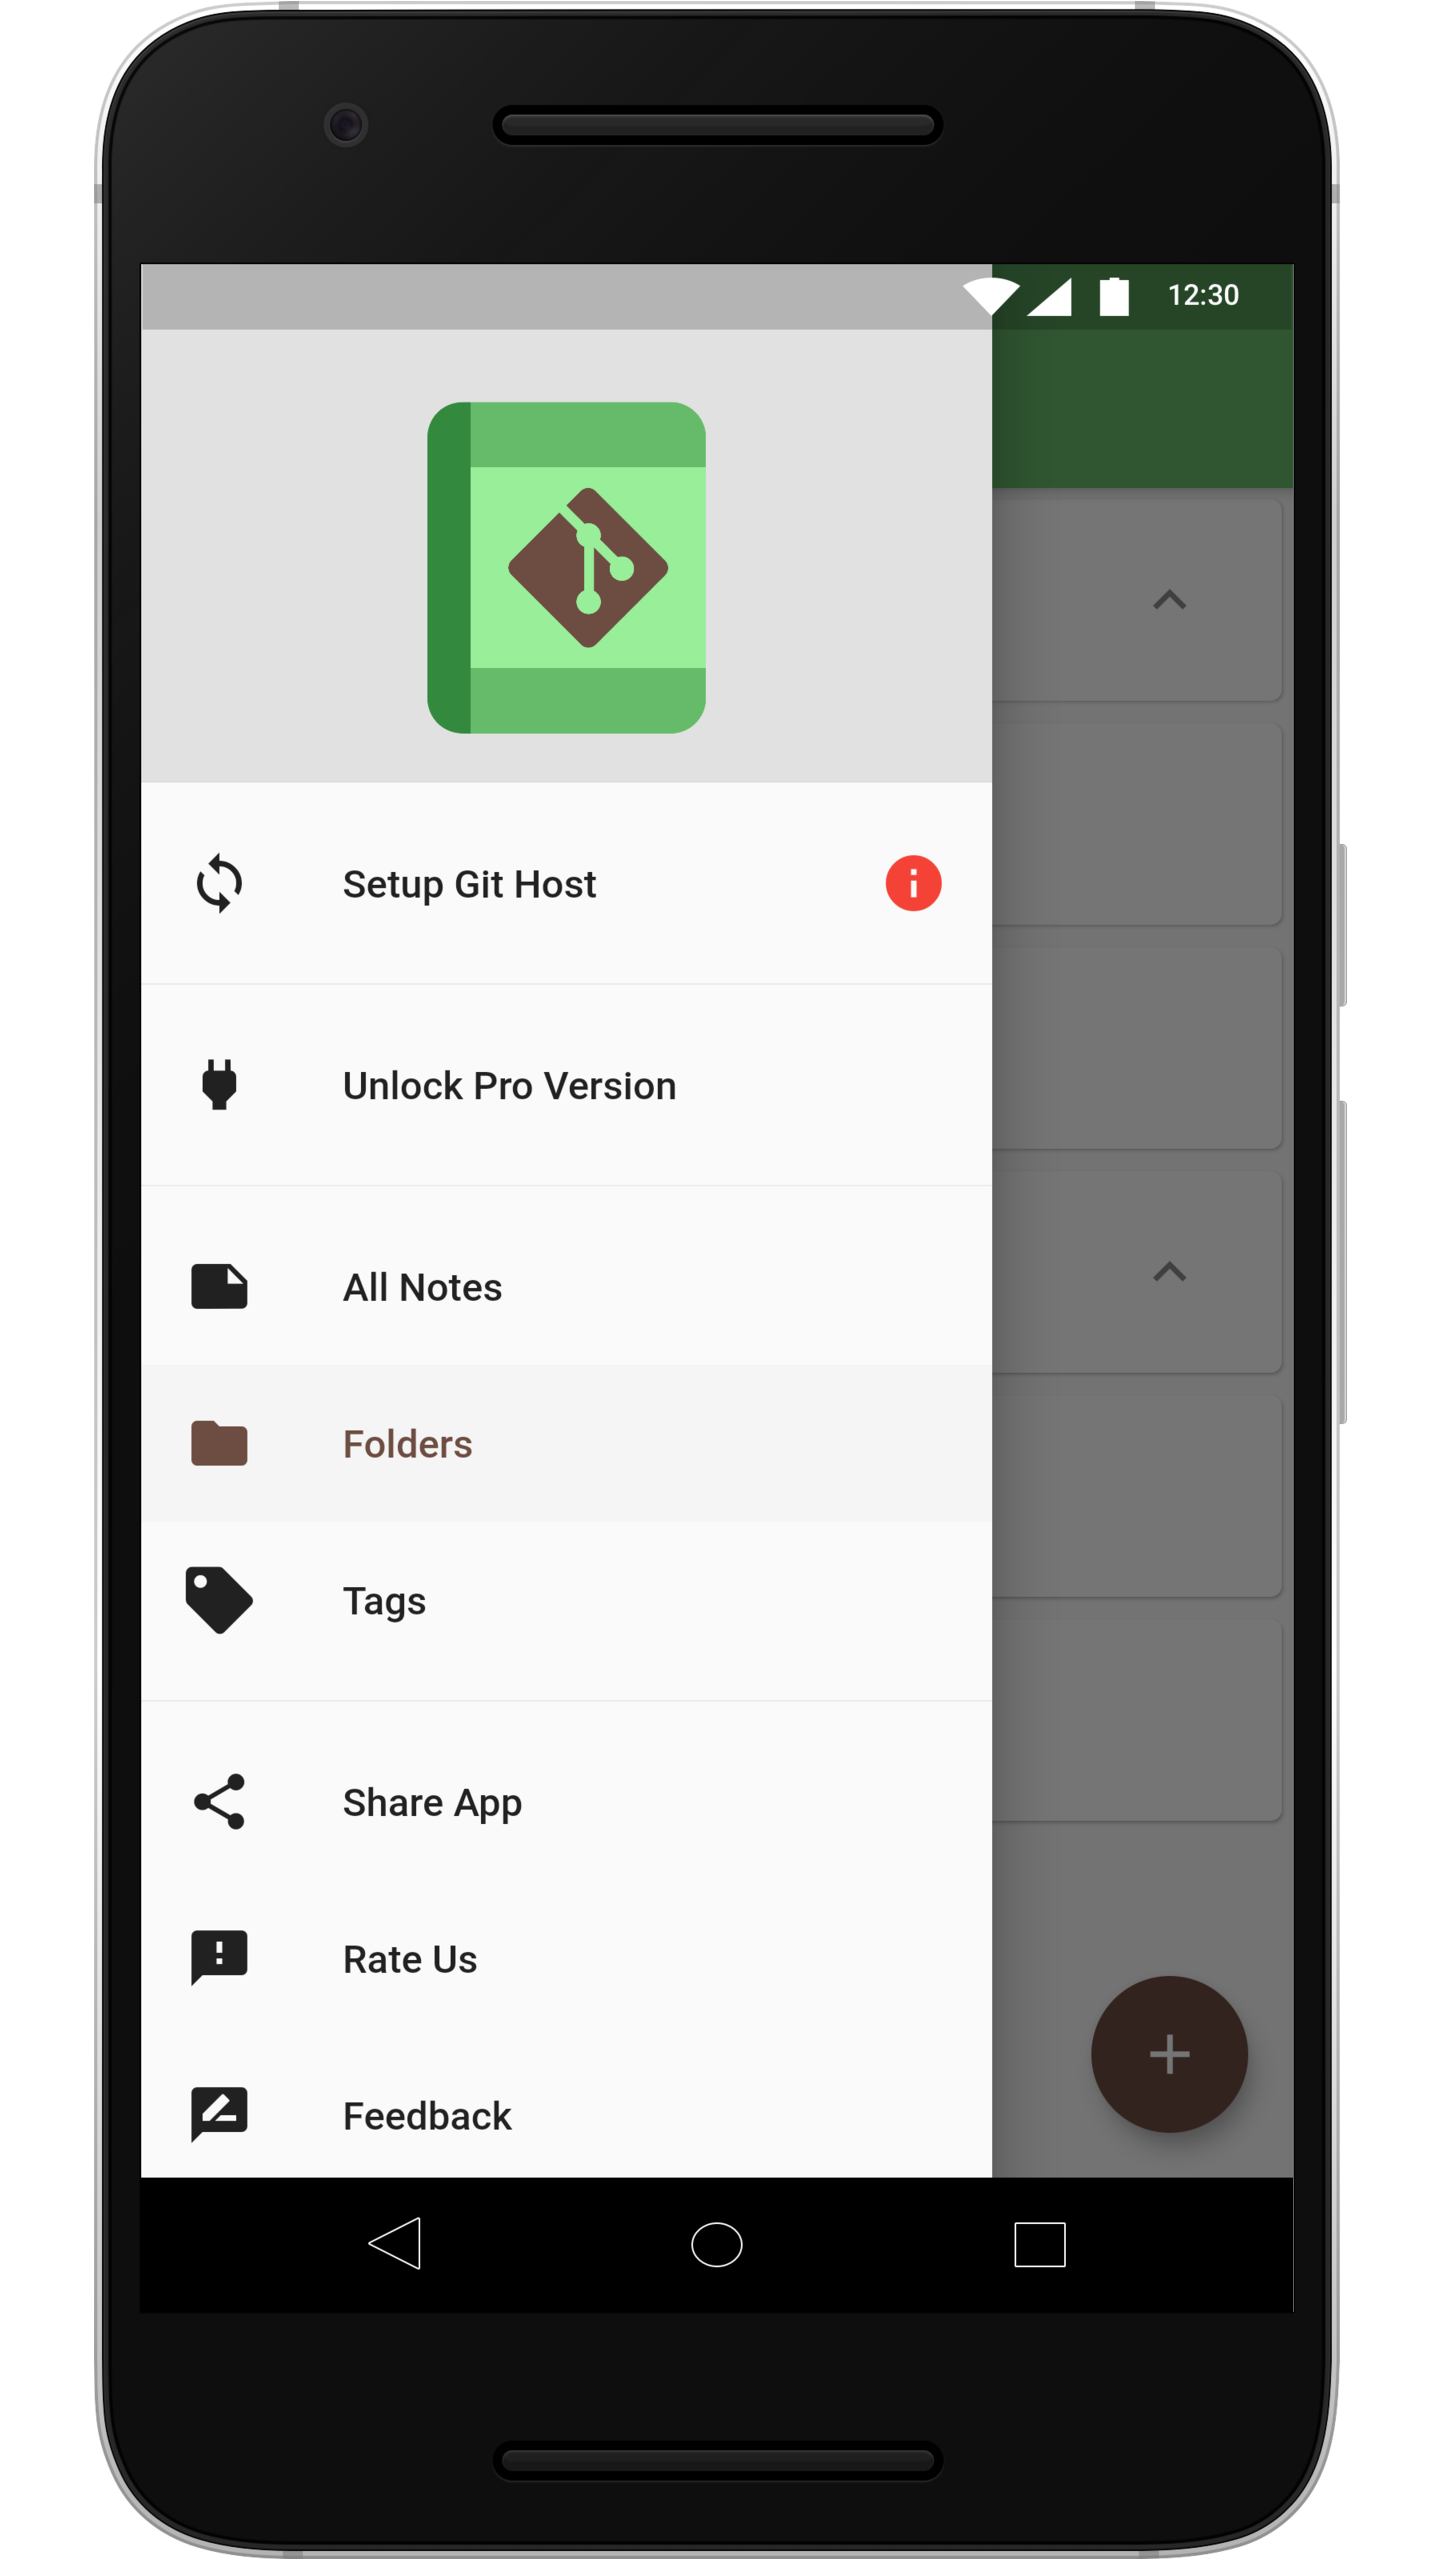 12:30
Setup Git Host
Unlock Pro Version
All Notes
Folders
Tags
Share App
Rate Us
Feedback